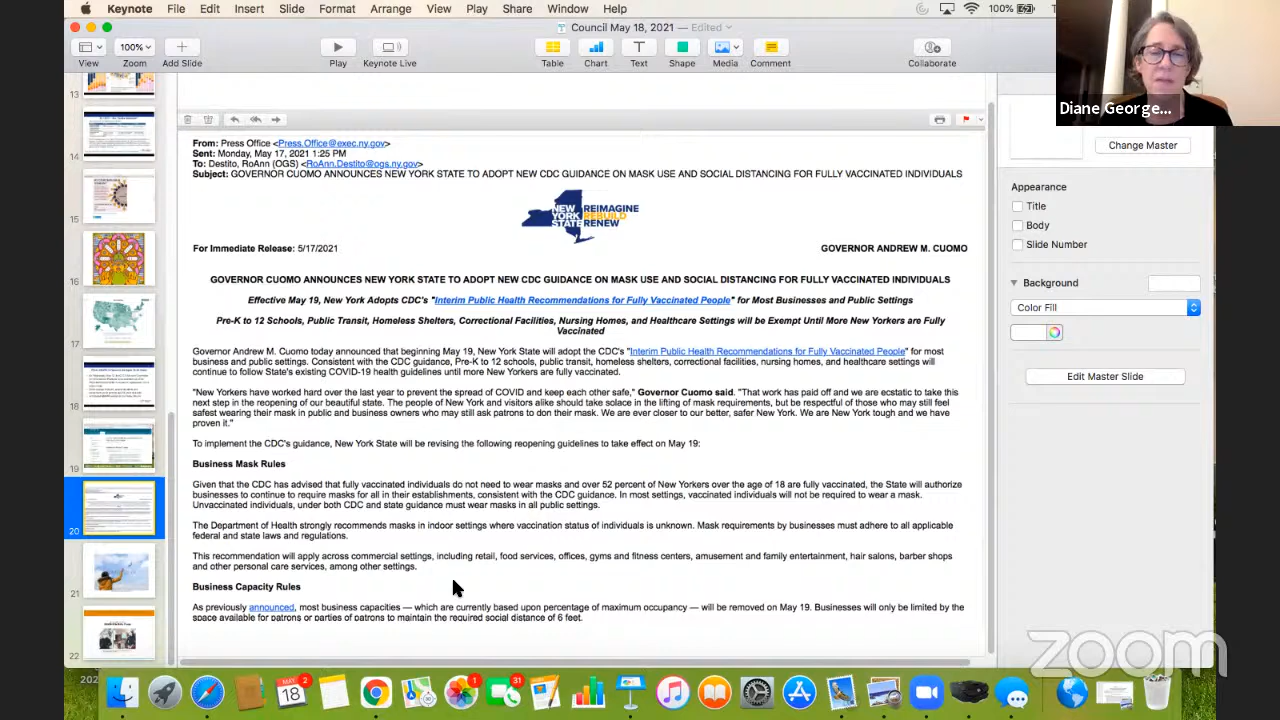 Keynote File Edit Insert Slide Format Arrange View Play Share Window Help 100%
Council May 18, 2021 — Edited
100%
View Zoom Add Slide Play Keynote Live Table Chart Text Shape Media Comment Collaborate
Diane George...
13
14
15
16
17
18
19
20
21
22
From: Press Office <Press.Office@exec.ny.gov>
Sent: Monday, May 17, 2021 1:25 PM
To: Destito, RoAnn (OGS) <RoAnn.Destito@ogs.ny.gov>
Subject: GOVERNOR CUOMO ANNOUNCES NEW YORK STATE TO ADOPT NEW CDC GUIDANCE ON MASK USE AND SOCIAL DISTANCING FOR FULLY VACCINATED INDIVIDUALS
NEW YORK STATE
REIMAGINE
REBUILD
RENEW
For Immediate Release: 5/17/2021 GOVERNOR ANDREW M. CUOMO
GOVERNOR CUOMO ANNOUNCES NEW YORK STATE TO ADOPT NEW CDC GUIDANCE ON MASK USE AND SOCIAL DISTANCING FOR FULLY VACCINATED INDIVIDUALS
Effective May 19, New York Adopts CDC's "Interim Public Health Recommendations for Fully Vaccinated People" for Most Businesses and Public Settings
Pre-K to 12 Schools, Public Transit, Homeless Shelters, Correctional Facilities, Nursing Homes, and Healthcare Settings will be Exempt Until More New Yorkers are Fully
Vaccinated
Governor Andrew M. Cuomo today announced that beginning May 19, New York State will adopt the CDC's "Interim Public Health Recommendations for Fully Vaccinated People" for most
business and public settings. Consistent with the CDC guidance, Pre-K to 12 schools, public transit, homeless shelters, correctional facilities, nursing homes, and healthcare settings will
continue to follow State's existing COVID-19 health guidelines until more New Yorkers are fully vaccinated.
"New Yorkers have worked hard over the last year to prevent the spread of COVID and keep each other safe," Governor Cuomo said. "That work has paid off and we are ecstatic to take this
next step in the reopening of our beautiful state. The people of New York and visitors alike should take solace in the lifting of mask requirements, but be respectful of those who may still feel
safest wearing their mask in public and business owners who may still ask patrons to don their mask. We are ever closer to our better, safer New York. We are New York tough and we have
proven it."
To implement the CDC's guidance, New York State will be revising the following reopening guidelines to take effect on May 19:
Business Mask Rules
Given that the CDC has advised that fully vaccinated individuals do not need to wear masks and over 52 percent of New Yorkers over the age of 18 are fully vaccinated, the State will authorize
businesses to continue to require masks for all in their establishments, consistent with the CDC guidance. In most settings, vaccinated individuals will not be required to wear a mask.
Unvaccinated individuals, under both CDC and state guidance must wear masks in all public settings.
The Department of Health strongly recommends masks in indoor settings where vaccination status of individuals is unknown. Mask requirements by businesses must adhere to all applicable
federal and state laws and regulations.
This recommendation will apply across commercial settings, including retail, food services, offices, gyms and fitness centers, amusement and family entertainment, hair salons, barber shops
and other personal care services, among other settings.
Business Capacity Rules
As previously announced, most business capacities — which are currently based upon percentage of maximum occupancy — will be removed on May 19. Businesses will only be limited by the
space available for patrons or parties of patrons to maintain the required social distance of 6 feet.
Change Master
Appearance
Title
Body
Slide Number
Background
Color Fill
Edit Master Slide
zoom
202
MAY
18
2
1
31